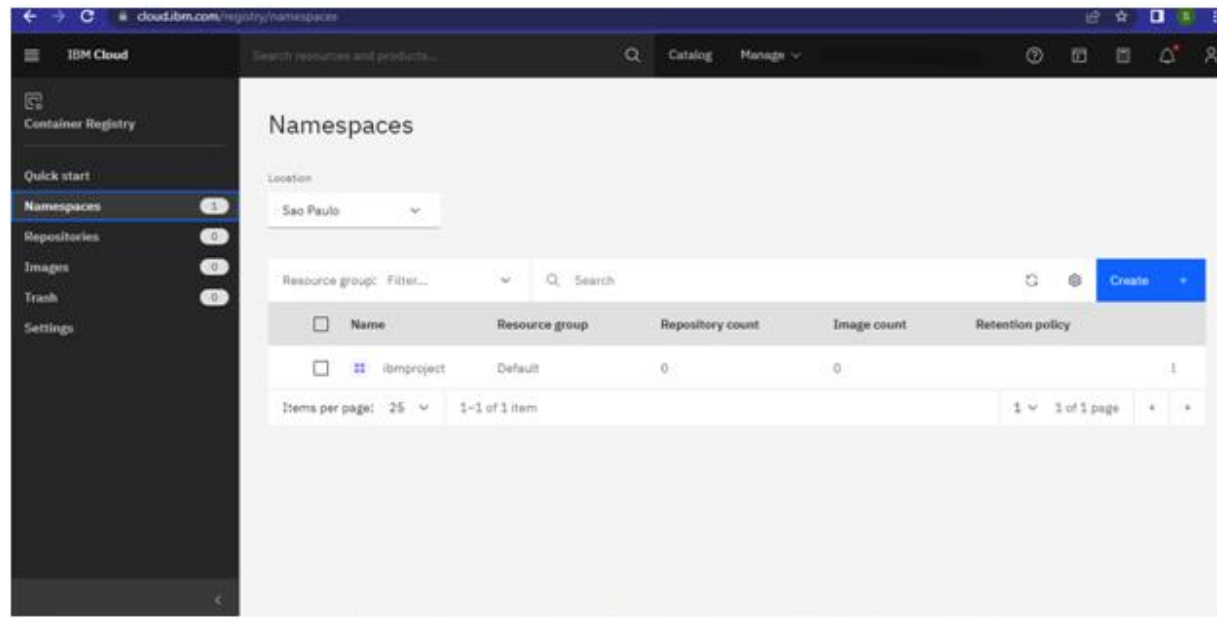 cloud.ibm.com/registry/namespaces
IBM Cloud
Search resources and products...
Catalog
Manage
Container Registry
Quick start
Namespaces 1
Repositories 0
Images 0
Trash 0
Settings
Namespaces
Location
Sao Paulo
Resource group: Filter...
Search
Create +
Name Resource group Repository count Image count Retention policy
ibmproject Default 0 0
Items per page: 25 1–1 of 1 item 1 1 of 1 page